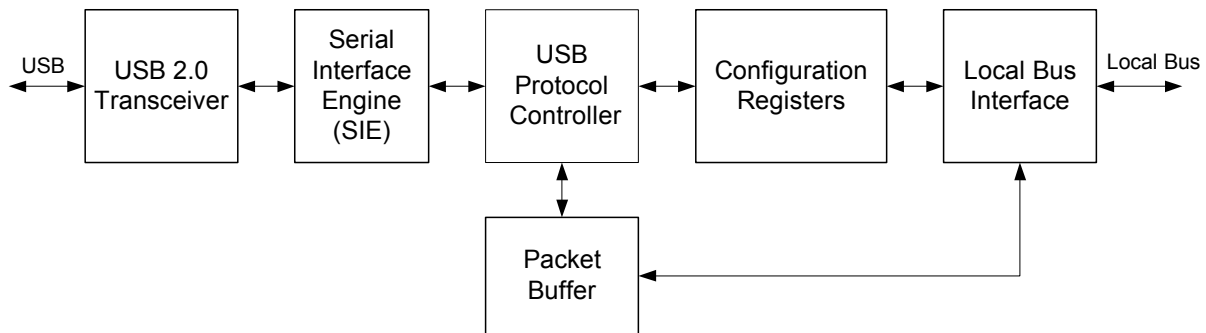 USB
USB 2.0
Transceiver
Serial
Interface
Engine
(SIE)
USB
Protocol
Controller
Configuration
Registers
Local Bus
Interface
Local Bus
Packet
Buffer